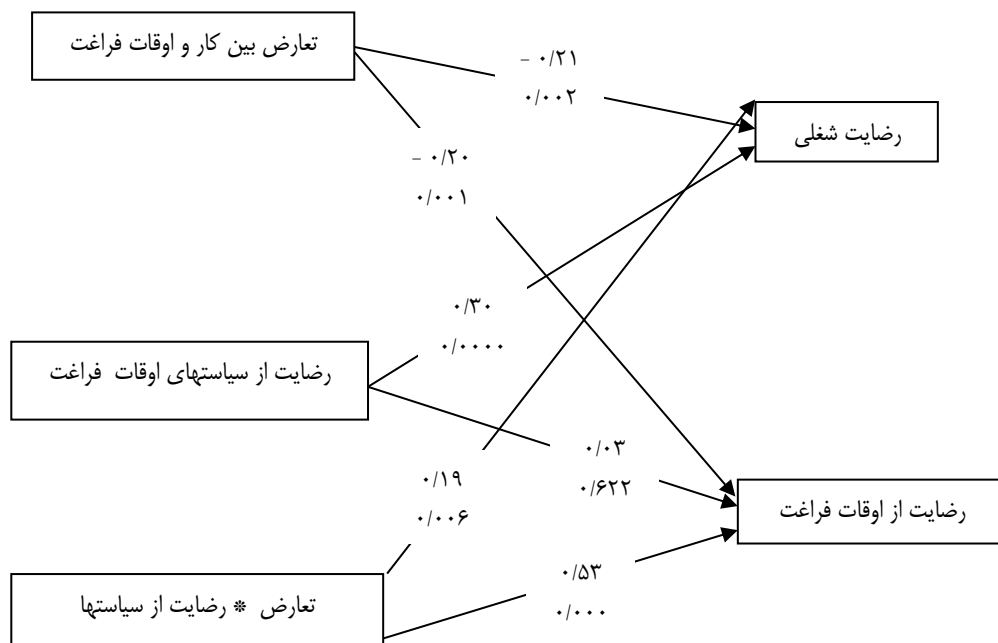 تعارض بین کار و اوقات فراغت
– ۰/۲۱
۰/۰۰۲
رضایت شغلی
– ۰/۲۰
۰/۰۰۱
۰/۳۰
۰/۰۰۰۰
رضایت از سیاستهای اوقات فراغت
۰/۰۳
۰/۶۲۲
۰/۱۹
۰/۰۰۶
رضایت از اوقات فراغت
۰/۵۳
۰/۰۰۰
تعارض * رضایت از سیاستها